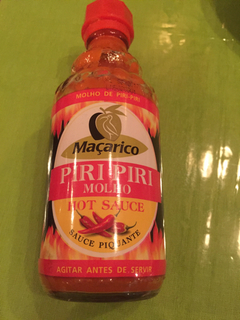 MOLHO DE PIRI-PIRI
Maçarico
PIRI PIRI
MOLHO
HOT SAUCE
SAUCE PIQUANTE
AGITAR ANTES DE SERVIR